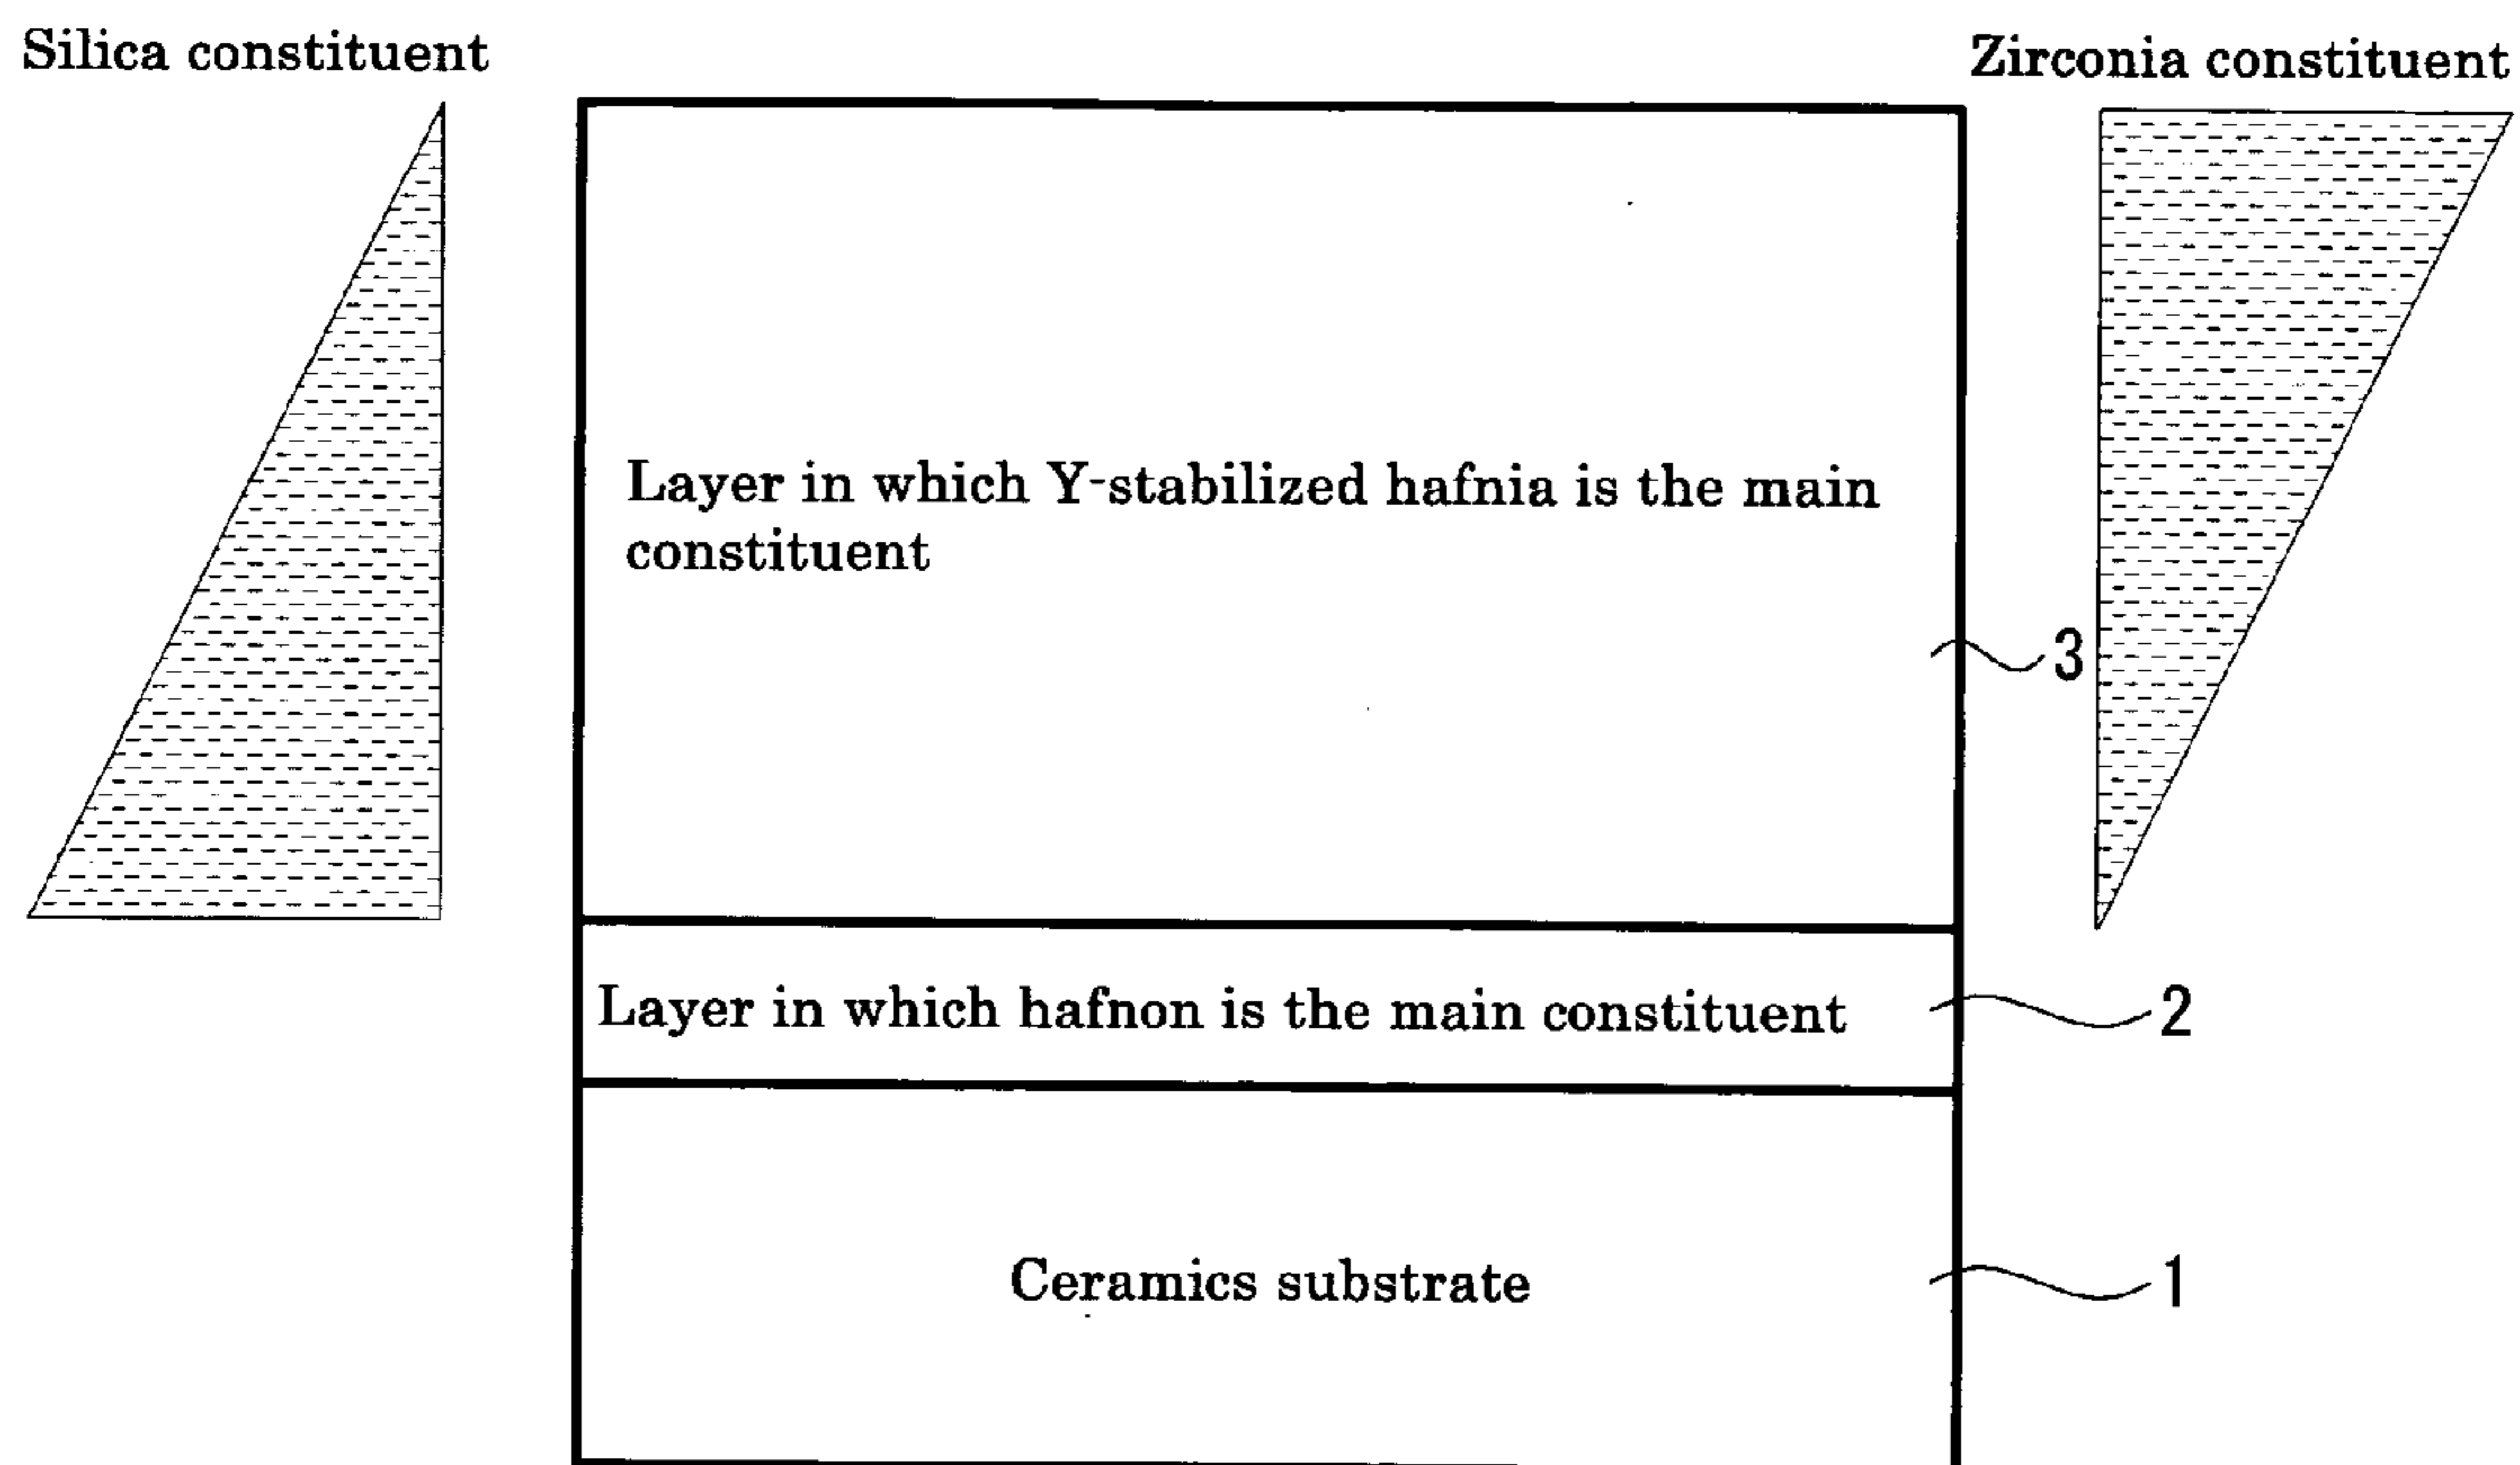 Silica constituent
Zirconia constituent
Layer in which Y-stabilized hafnia is the main
constituent
3
Layer in which hafnon is the main constituent
2
Ceramics substrate
1